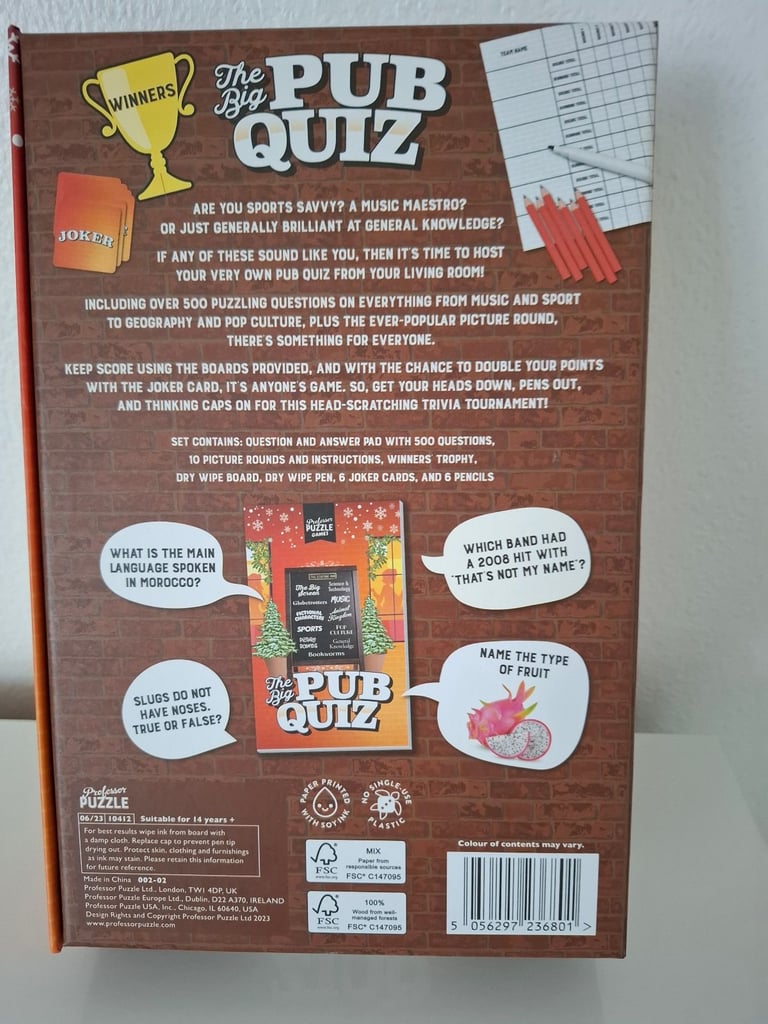 WINNERS
The Big PUB QUIZ
TEAM NAME
JOKER
ARE YOU SPORTS SAVVY? A MUSIC MAESTRO?
OR JUST GENERALLY BRILLIANT AT GENERAL KNOWLEDGE?
IF ANY OF THESE SOUND LIKE YOU, THEN IT'S TIME TO HOST
YOUR VERY OWN PUB QUIZ FROM YOUR LIVING ROOM!
INCLUDING OVER 500 PUZZLING QUESTIONS ON EVERYTHING FROM MUSIC AND SPORT
TO GEOGRAPHY AND POP CULTURE, PLUS THE EVER-POPULAR PICTURE ROUND,
THERE'S SOMETHING FOR EVERYONE.
KEEP SCORE USING THE BOARDS PROVIDED, AND WITH THE CHANCE TO DOUBLE YOUR POINTS
WITH THE JOKER CARD, IT'S ANYONE'S GAME. SO, GET YOUR HEADS DOWN, PENS OUT,
AND THINKING CAPS ON FOR THIS HEAD-SCRATCHING TRIVIA TOURNAMENT!
SET CONTAINS: QUESTION AND ANSWER PAD WITH 500 QUESTIONS,
10 PICTURE ROUNDS AND INSTRUCTIONS, WINNERS' TROPHY,
DRY WIPE BOARD, DRY WIPE PEN, 6 JOKER CARDS, AND 6 PENCILS
WHAT IS THE MAIN
LANGUAGE SPOKEN
IN MOROCCO?
WHICH BAND HAD
A 2008 HIT WITH
"THAT'S NOT MY NAME"?
Professor
PUZZLE
GAMES
The Big Screen
Science & Technology
Globetrotters
MUSIC
FICTIONAL CHARACTERS
Animal Kingdom
SPORTS
POP CULTURE
PICTURE ROUNDS
General Knowledge
Bookworms
The Big PUB QUIZ
SLUGS DO NOT
HAVE NOSES.
TRUE OR FALSE?
NAME THE TYPE
OF FRUIT
Professor
PUZZLE
06/23 10412 Suitable for 14 years +
For best results wipe ink from board with
a damp cloth. Replace cap to prevent pen tip
drying out. Protect skin, clothing and furnishings
as ink may stain. Please retain this information
for future reference.
Made in China 002-02
Professor Puzzle Ltd., London, TW1 4DP, UK
Professor Puzzle Europe Ltd., Dublin, D22 A370, IRELAND
Professor Puzzle USA, Inc., Chicago, IL 60640, USA
Design Rights and Copyright Professor Puzzle Ltd 2023
www.professorpuzzle.com
PAPER PRINTED WITH SOY INK
NO SINGLE-USE PLASTIC
FSC
www.fsc.org
MIX
Paper from
responsible sources
FSC® C147095
FSC
www.fsc.org
100%
Wood from well-
managed forests
FSC® C147095
Colour of contents may vary.
5 056297 236801 >